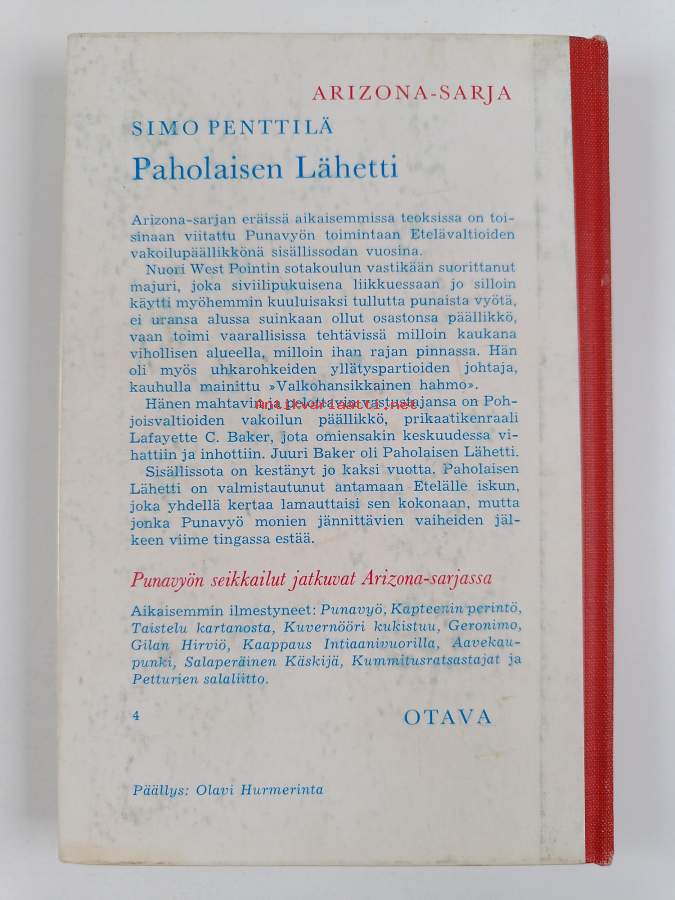 ARIZONA-SARJA
SIMO PENTTILÄ
Paholaisen Lähetti
Arizona-sarjan eräissä aikaisemmissa teoksissa on toi-
sinaan viitattu Punavyön toimintaan Etelävaltioiden
vakoilupäällikkönä sisällissodan vuosina.
Nuori West Pointin sotakoulun vastikään suorittanut
majuri, joka siviilipukuisena liikkuessaan jo silloin
käytti myöhemmin kuuluisaksi tullutta punaista vyötä,
ei uransa alussa suinkaan ollut osastonsa päällikkö,
vaan toimi vaarallisissa tehtävissä milloin kaukana
vihollisen alueella, milloin ihan rajan pinnassa. Hän
oli myös uhkarohkeiden yllätyspartioiden johtaja,
kauhulla mainittu »Valkohansikkainen hahmo».
Hänen mahtavin ja pelottavin vastustajansa on Poh-
Antikvariaatti.net
joisvaltioiden vakoilun päällikkö, prikaatikenraali
Lafayette C. Baker, jota omiensakin keskuudessa vi-
hattiin ja inhottiin. Juuri Baker oli Paholaisen Lähetti.
Sisällissota on kestänyt jo kaksi vuotta. Paholaisen
Lähetti on valmistautunut antamaan Etelälle iskun,
joka yhdellä kertaa lamauttaisi sen kokonaan, mutta
jonka Punavyö monien jännittävien vaiheiden jäl-
keen viime tingassa estää.
Punavyön seikkailut jatkuvat Arizona-sarjassa
Aikaisemmin ilmestyneet: Punavyö, Kapteenin perintö,
Taistelu kartanosta, Kuvernööri kukistuu, Geronimo,
Gilan Hirviö, Kaappaus Intiaanivuorilla, Aavekau-
punki, Salaperäinen Käskijä, Kummitusratsastajat ja
Petturien salaliitto.
4
OTAVA
Päällys: Olavi Hurmerinta